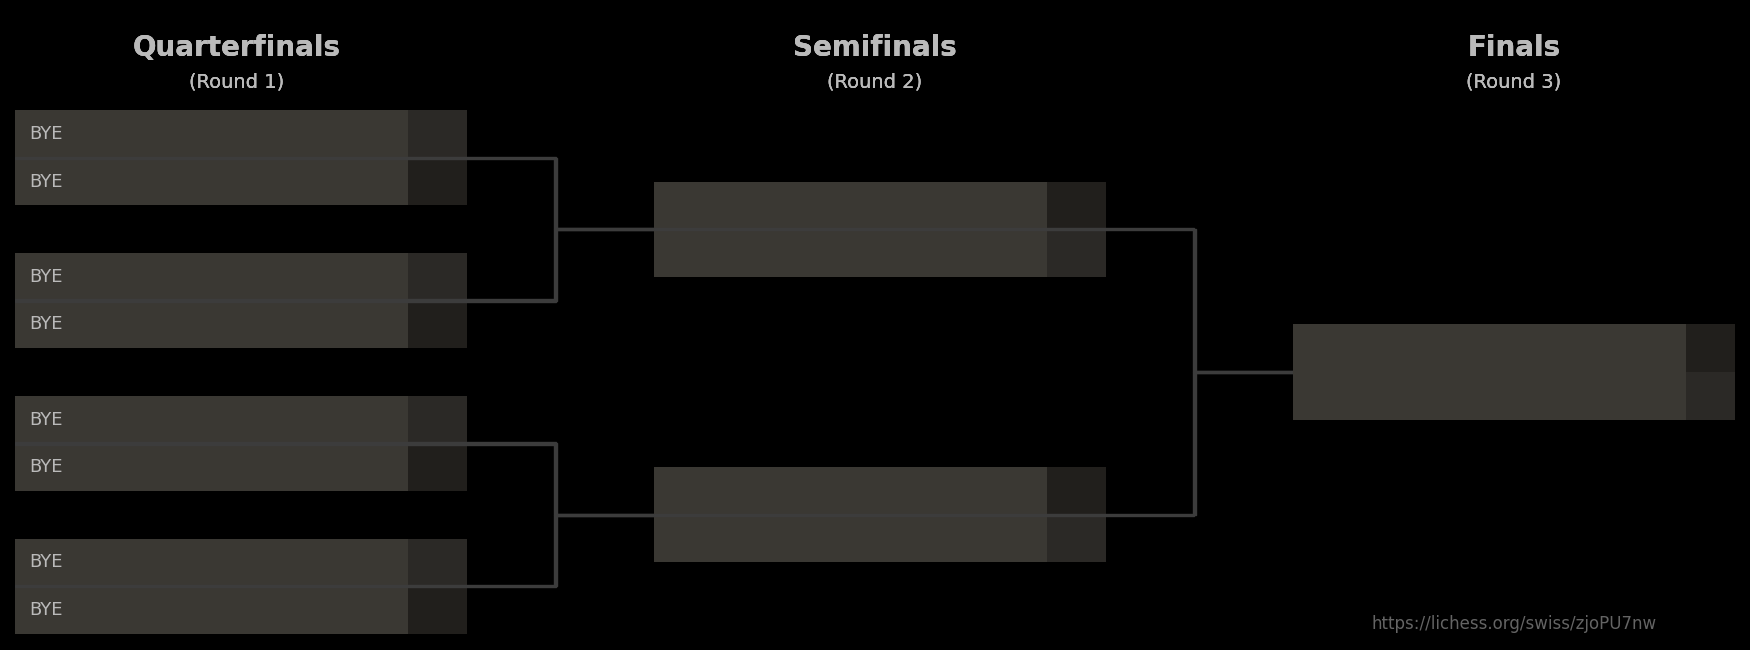 Quarterfinals
(Round 1)
Semifinals
(Round 2)
Finals
(Round 3)
BYE
BYE
BYE
BYE
BYE
BYE
BYE
BYE
https://lichess.org/swiss/zjoPU7nw